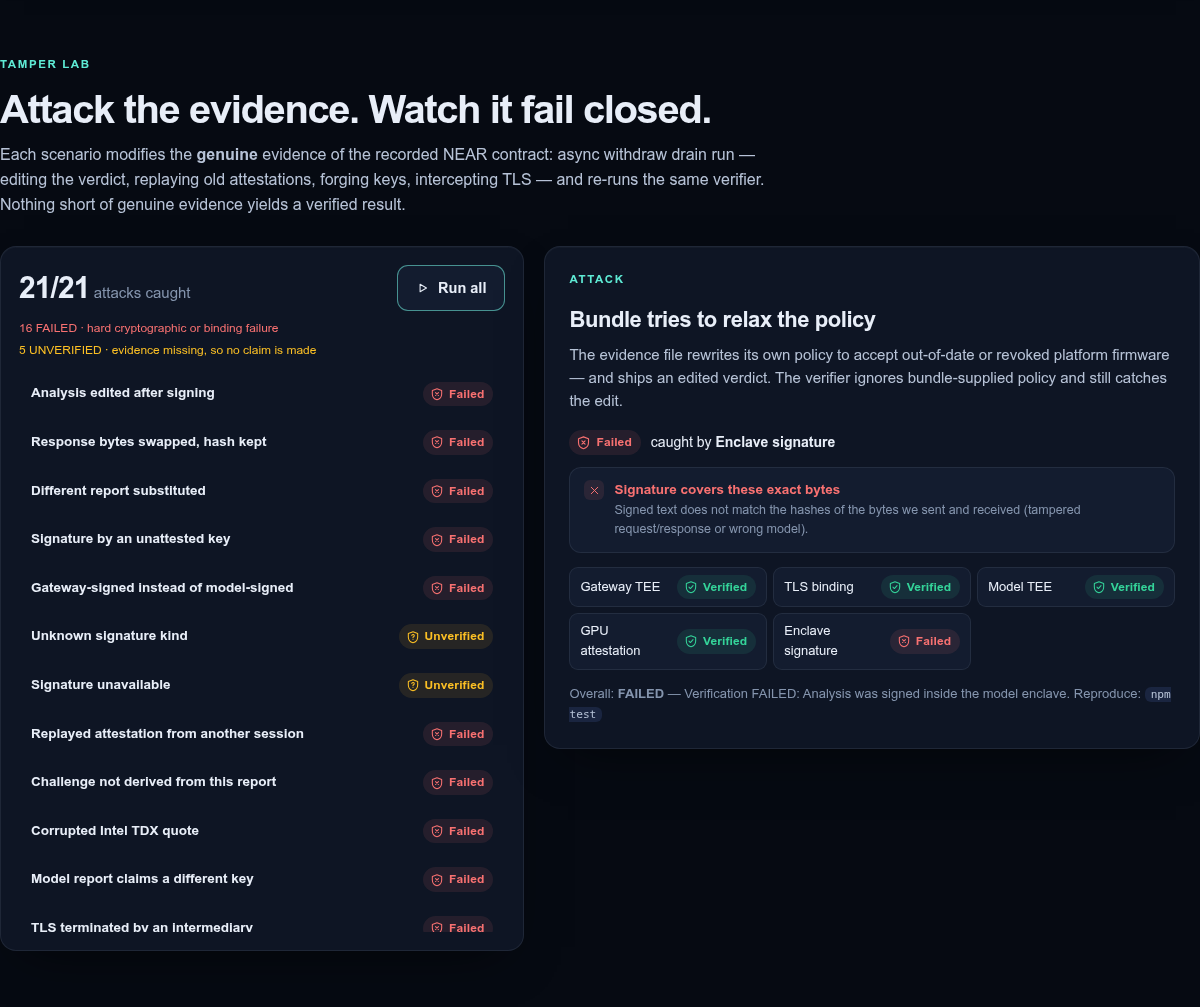 TAMPER LAB
Attack the evidence. Watch it fail closed.
Each scenario modifies the genuine evidence of the recorded NEAR contract: async withdraw drain run —
editing the verdict, replaying old attestations, forging keys, intercepting TLS — and re-runs the same verifier.
Nothing short of genuine evidence yields a verified result.
21/21 attacks caught
Run all
16 FAILED · hard cryptographic or binding failure
5 UNVERIFIED · evidence missing, so no claim is made
Analysis edited after signing Failed
Response bytes swapped, hash kept Failed
Different report substituted Failed
Signature by an unattested key Failed
Gateway-signed instead of model-signed Failed
Unknown signature kind Unverified
Signature unavailable Unverified
Replayed attestation from another session Failed
Challenge not derived from this report Failed
Corrupted Intel TDX quote Failed
Model report claims a different key Failed
TLS terminated by an intermediary Failed
ATTACK
Bundle tries to relax the policy
The evidence file rewrites its own policy to accept out-of-date or revoked platform firmware
— and ships an edited verdict. The verifier ignores bundle-supplied policy and still catches
the edit.
Failed caught by Enclave signature
Signature covers these exact bytes
Signed text does not match the hashes of the bytes we sent and received (tampered
request/response or wrong model).
Gateway TEE Verified
TLS binding Verified
Model TEE Verified
GPU
attestation Verified
Enclave
signature Failed
Overall: FAILED — Verification FAILED: Analysis was signed inside the model enclave. Reproduce: npm
test